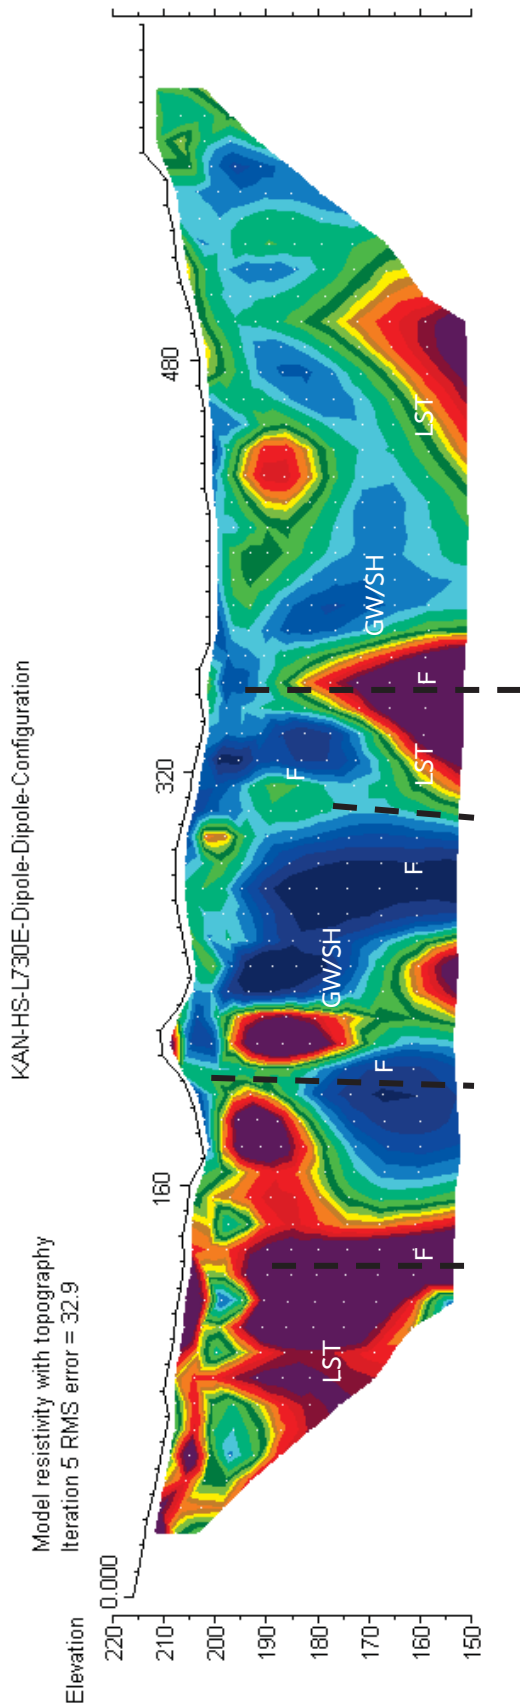 KAN-HS-L730E-Dipole-Dipole-Configuration
Model resistivity with topography
Iteration 5 RMS error = 32.9
Elevation
0.000
160
320
480
220
210
200
190
180
170
160
150
LST
F
F
GW/SH
F
F
LST
F
GW/SH
LST